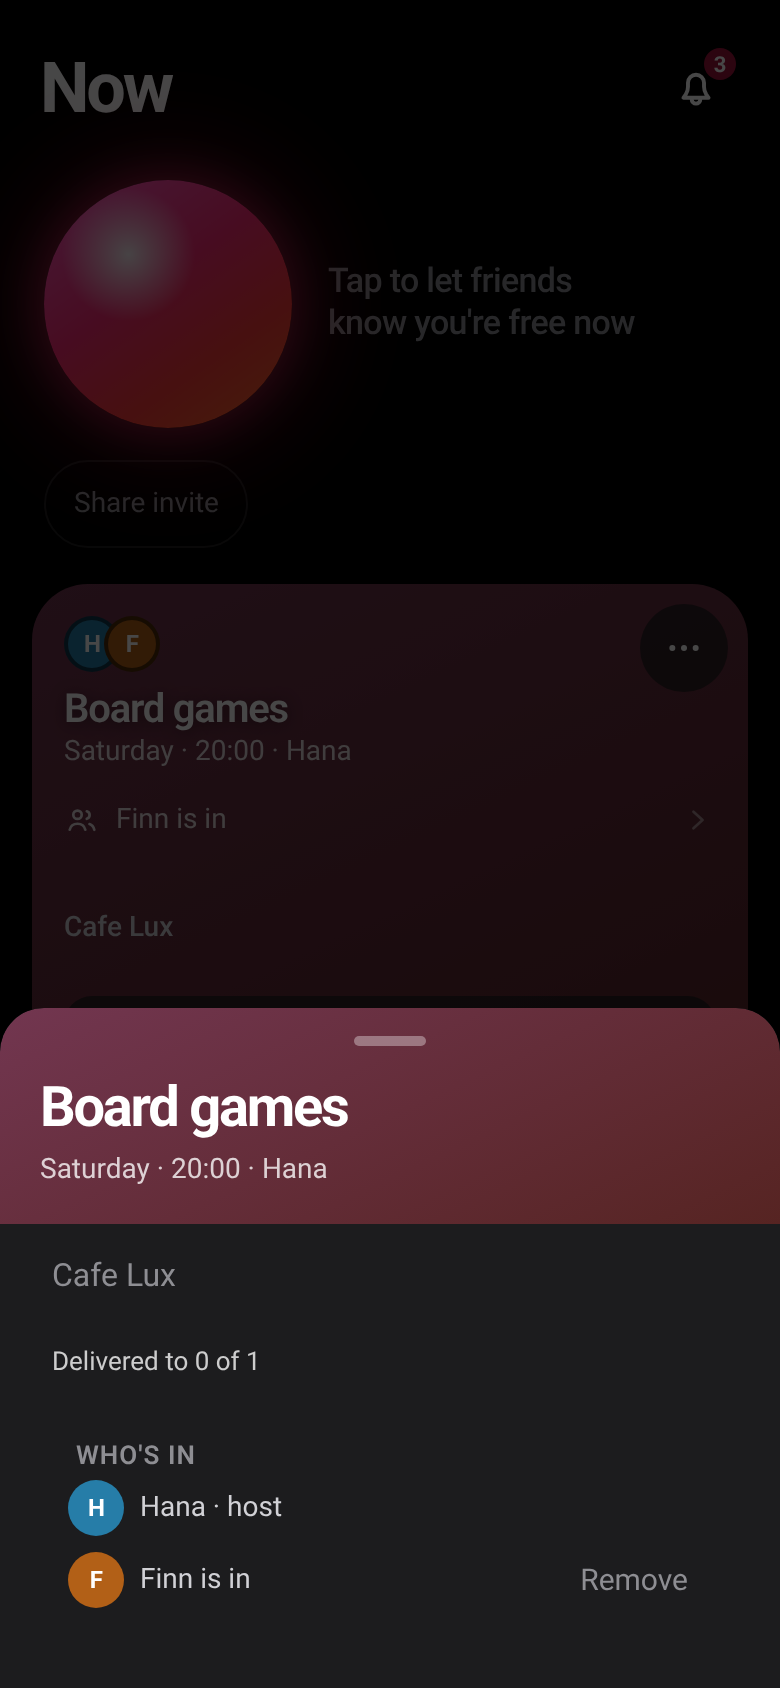 Now
3
Tap to let friends
know you're free now
Share invite
H F
Board games
Saturday · 20:00 · Hana
Finn is in
Cafe Lux
Board games
Saturday · 20:00 · Hana
Cafe Lux
Delivered to 0 of 1
WHO'S IN
H Hana · host
F Finn is in Remove